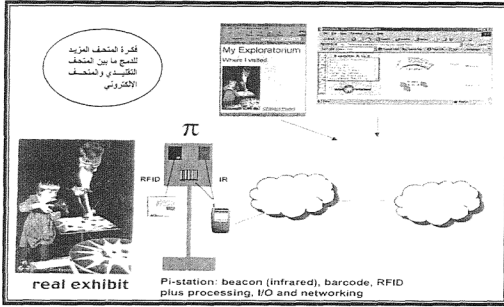 فكرة المتحف المزيد
للدمج ما بين المتحف
التقليدي والمتحف
الالكتروني
My Exploratorium
Where I visited
π
RFID
IR
real exhibit
Pi-station: beacon (infrared), barcode, RFID
plus processing, I/O and networking